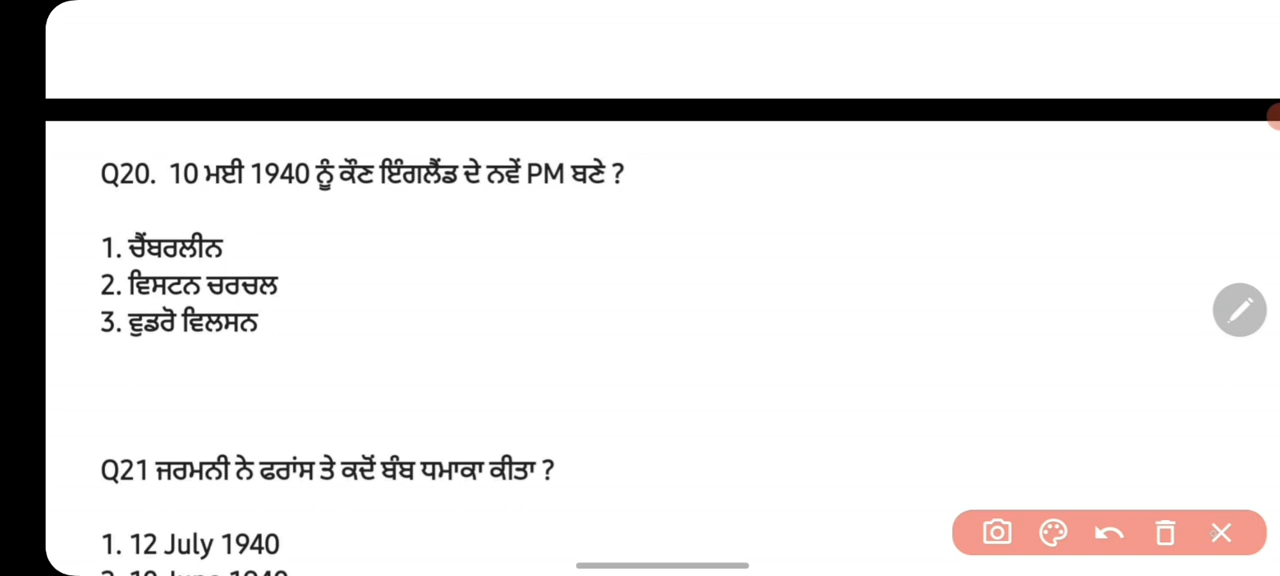 Q20. 10 ਮਈ 1940 ਨੂੰ ਕੌਣ ਇੰਗਲੈਂਡ ਦੇ ਨਵੇਂ PM ਬਣੇ ?
1. ਚੈਂਬਰਲੀਨ
2. ਵਿਸਟਨ ਚਰਚਲ
3. ਵੁਡਰੋ ਵਿਲਸਨ
Q21 ਜਰਮਨੀ ਨੇ ਫਰਾਂਸ ਤੇ ਕਦੋਂ ਬੰਬ ਧਮਾਕਾ ਕੀਤਾ ?
1. 12 July 1940